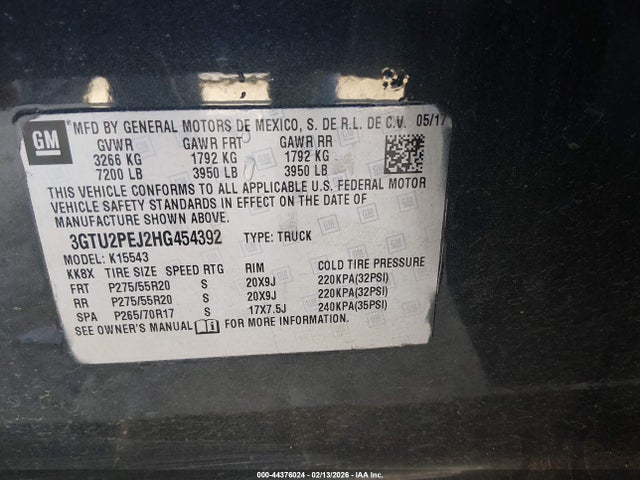 GM
*MFD BY GENERAL MOTORS DE MEXICO, S. DE R.L. DE C.V. 05/17
GVWR GAWR FRT GAWR RR
3266 KG 1792 KG 1792 KG
7200 LB 3950 LB 3950 LB
THIS VEHICLE CONFORMS TO ALL APPLICABLE U.S. FEDERAL MOTOR
VEHICLE SAFETY STANDARDS IN EFFECT ON THE DATE OF
MANUFACTURE SHOWN ABOVE.
3GTU2PEJ2HG454392 TYPE: TRUCK
MODEL: K15543
KK8X TIRE SIZE SPEED RTG RIM COLD TIRE PRESSURE
FRT P275/55R20 S 20X9J 220KPA(32PSI)
RR P275/55R20 S 20X9J 220KPA(32PSI)
SPA P265/70R17 S 17X7.5J 240KPA(35PSI)
SEE OWNER'S MANUAL FOR MORE INFORMATION.
000-44376024 - 02/13/2026 - IAA Inc.